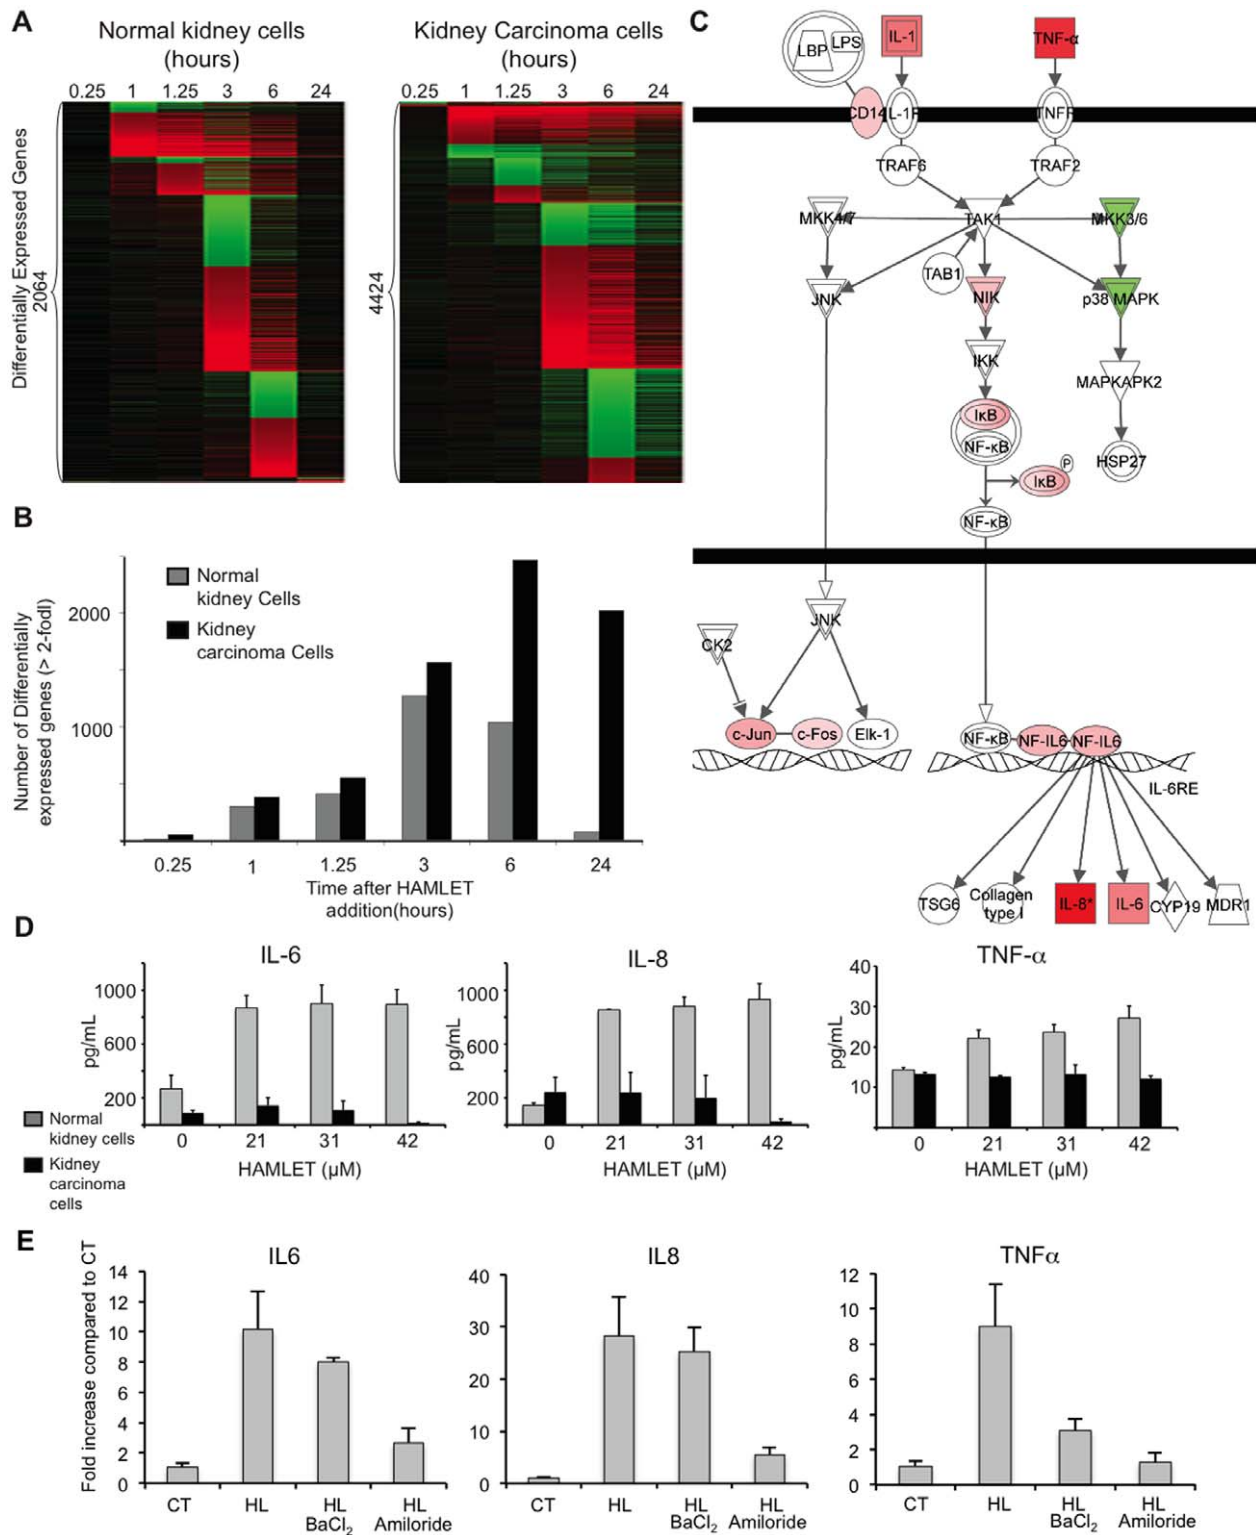 A
Normal kidney cells
(hours)
0.25 1 1.25 3 6 24
Kidney Carcinoma cells
(hours)
0.25 1 1.25 3 6 24
Differentially Expressed Genes
2064
4424
B
Number of Differentially
expressed genes (> 2-fodl)
2000
1000
Normal
kidney Cells
Kidney
carcinoma Cells
0.25 1 1.25 3 6 24
Time after HAMLET
addition(hours)
C
LBP
LPS
IL-1
TNF-α
CD14
IL-1R
TNFR
TRAF6
TRAF2
MKK4/7
TAK1
MKK3/6
TAB1
JNK
NIK
p38 MAPK
IKK
MAPKAPK2
IκB
NF-κB
HSP27
P
IκB
NF-κB
JNK
CK2
c-Jun
c-Fos
Elk-1
NF-κB
NF-IL6
NF-IL6
IL-6RE
TSG6
Collagen
type I
IL-8*
IL-6
CYP19
MDR1
D
IL-6
pg/mL
1000
600
200
0 21 31 42
HAMLET (µM)
Normal
kidney cells
Kidney
carcinoma
cells
IL-8
pg/mL
1000
600
200
0 21 31 42
HAMLET (µM)
TNF-α
pg/mL
40
30
20
10
0 21 31 42
HAMLET (µM)
E
Fold increase compared to CT
IL6
14
12
10
8
6
4
2
0
CT HL HL HL
BaCl₂ Amiloride
IL8
40
30
20
10
0
CT HL HL HL
BaCl₂ Amiloride
TNFα
12
10
8
6
4
2
0
CT HL HL HL
BaCl₂ Amiloride